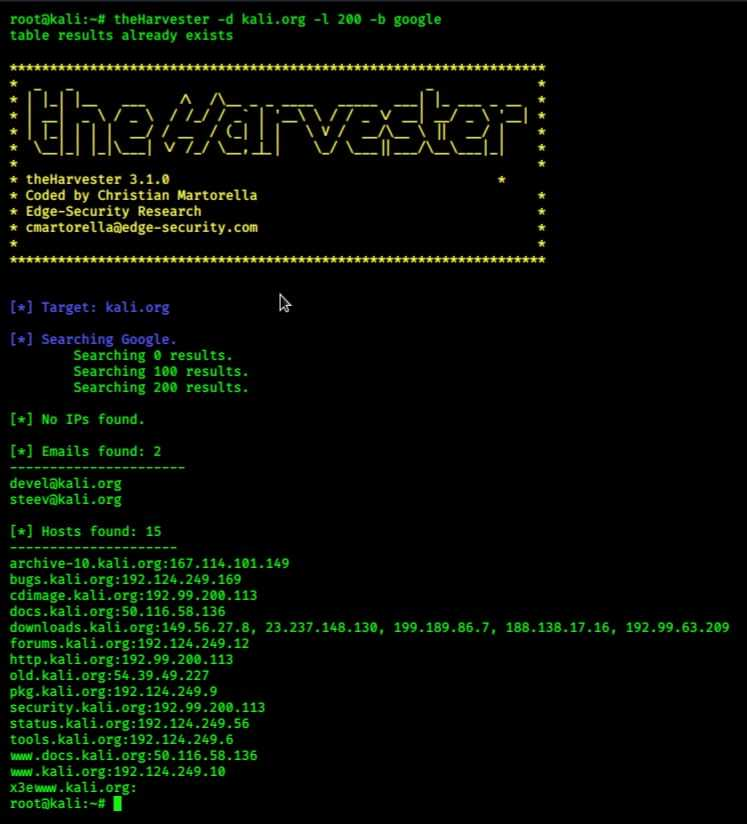 root@kali:~# theHarvester -d kali.org -l 200 -b google
table results already exists
*******************************************************************
* theHarvester *
* theHarvester 3.1.0 *
* Coded by Christian Martorella *
* Edge-Security Research *
* cmartorella@edge-security.com *
* *
*******************************************************************
[*] Target: kali.org
[*] Searching Google.
Searching 0 results.
Searching 100 results.
Searching 200 results.
[*] No IPs found.
[*] Emails found: 2
----------------------
devel@kali.org
steev@kali.org
[*] Hosts found: 15
---------------------
archive-10.kali.org:167.114.101.149
bugs.kali.org:192.124.249.169
cdimage.kali.org:192.99.200.113
docs.kali.org:50.116.58.136
downloads.kali.org:149.56.27.8, 23.237.148.130, 199.189.86.7, 188.138.17.16, 192.99.63.209
forums.kali.org:192.124.249.12
http.kali.org:192.99.200.113
old.kali.org:54.39.49.227
pkg.kali.org:192.124.249.9
security.kali.org:192.99.200.113
status.kali.org:192.124.249.56
tools.kali.org:192.124.249.6
www.docs.kali.org:50.116.58.136
www.kali.org:192.124.249.10
x3ewww.kali.org:
root@kali:~#